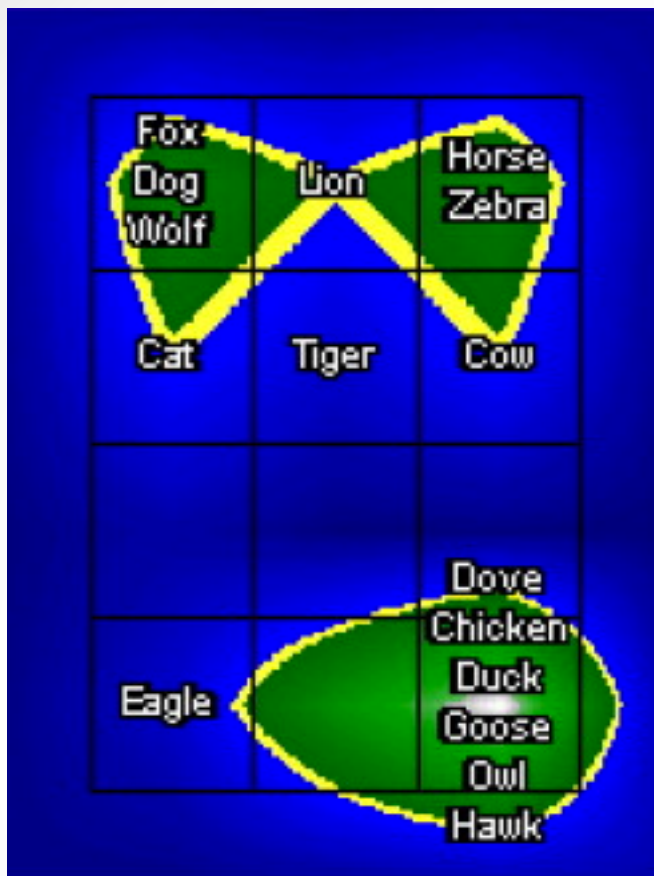 Fox
Dog
Wolf
Lion
Horse
Zebra
Cat
Tiger
Cow
Eagle
Dove
Chicken
Duck
Goose
Owl
Hawk